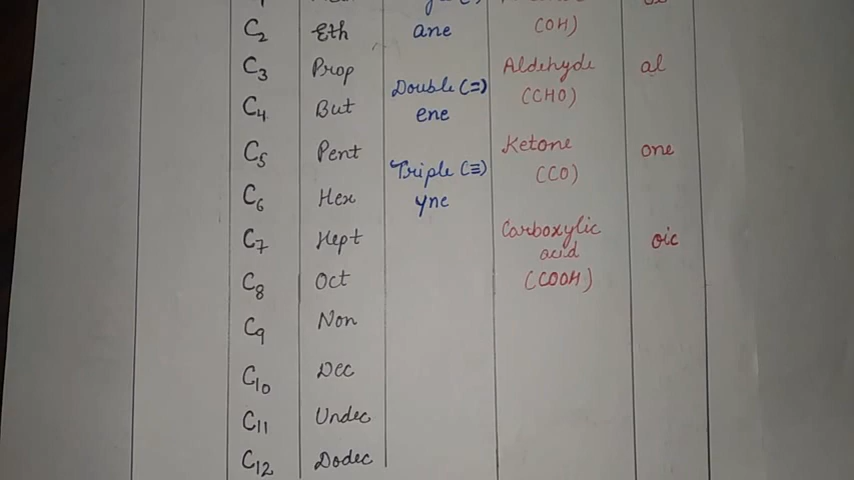 C2 Eth ane (OH)
C3 Prop Aldehyde al
Double (=) (CHO)
C4 But ene
C5 Pent Ketone one
Triple (≡) (CO)
C6 Hex yne
C7 Hept Carboxylic oic
acid
C8 Oct (COOH)
C9 Non
C10 Dec
C11 Undec
C12 Dodec